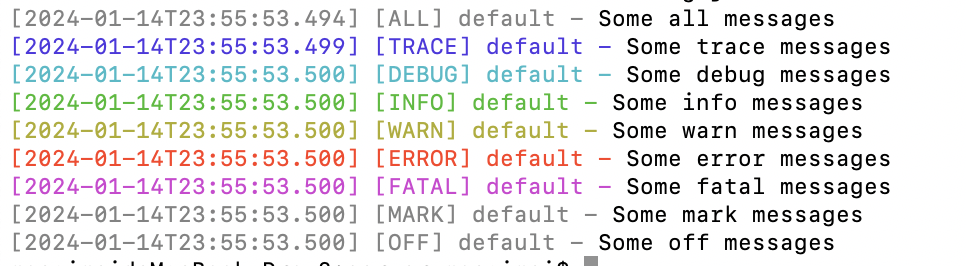 [2024-01-14T23:55:53.494] [ALL] default - Some all messages
[2024-01-14T23:55:53.499] [TRACE] default - Some trace messages
[2024-01-14T23:55:53.500] [DEBUG] default - Some debug messages
[2024-01-14T23:55:53.500] [INFO] default - Some info messages
[2024-01-14T23:55:53.500] [WARN] default - Some warn messages
[2024-01-14T23:55:53.500] [ERROR] default - Some error messages
[2024-01-14T23:55:53.500] [FATAL] default - Some fatal messages
[2024-01-14T23:55:53.500] [MARK] default - Some mark messages
[2024-01-14T23:55:53.500] [OFF] default - Some off messages